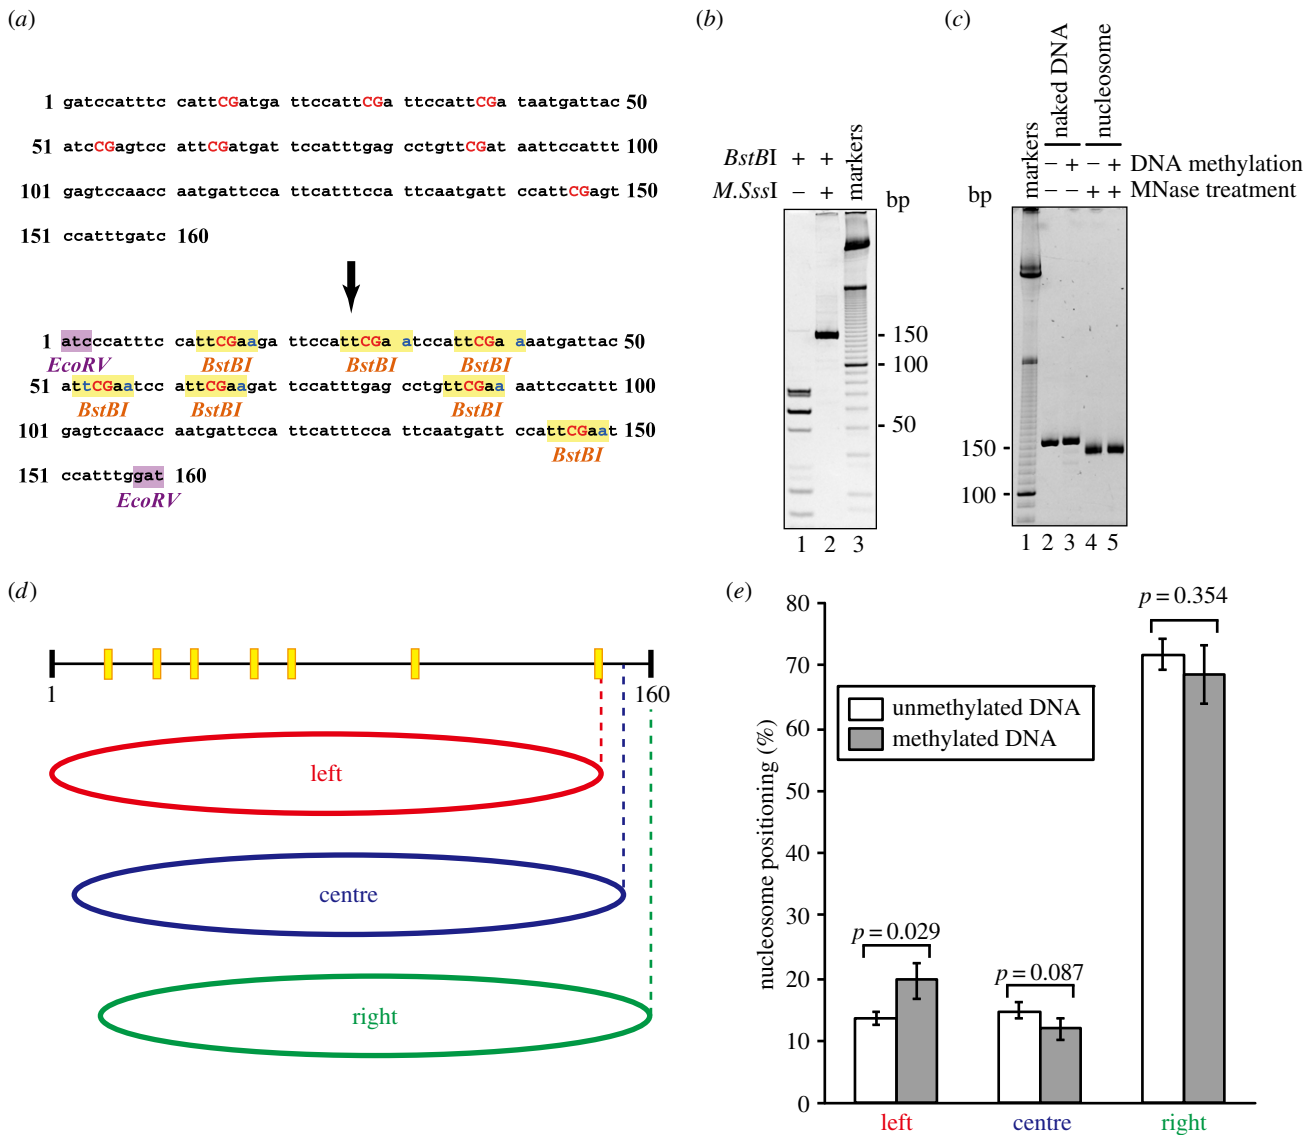 (a)
1 gatccatttc cattCGatga ttccattCGa ttccattCGa taatgattac 50
51 atcCGagtcc attCGatgat tccatttgag cctgttCGat aattccattt 100
101 gagtccaacc aatgattcca ttcatttcca ttcaatgatt ccattCGagt 150
151 ccatttgatc 160
1 atcccatttc cattCGaaga ttccattCGa atccattCGa aaatgattac 50
EcoRV BstBI BstBI BstBI
51 attCGaatcc attCGaagat tccatttgag cctgttCGaa aattccattt 100
BstBI BstBI BstBI
101 gagtccaacc aatgattcca ttcatttcca ttcaatgatt ccattCGaat 150
BstBI
151 ccatttggat 160
EcoRV
(b)
BstBI + +
M.SssI − +
markers
bp
150
100
50
1 2 3
(c)
markers
naked DNA
nucleosome
− + − + DNA methylation
− − + + MNase treatment
bp
150
100
1 2 3 4 5
(d)
1 160
left
centre
right
(e)
nucleosome positioning (%)
80
70
60
50
40
30
20
10
0
unmethylated DNA
methylated DNA
p = 0.029
p = 0.087
p = 0.354
left centre right